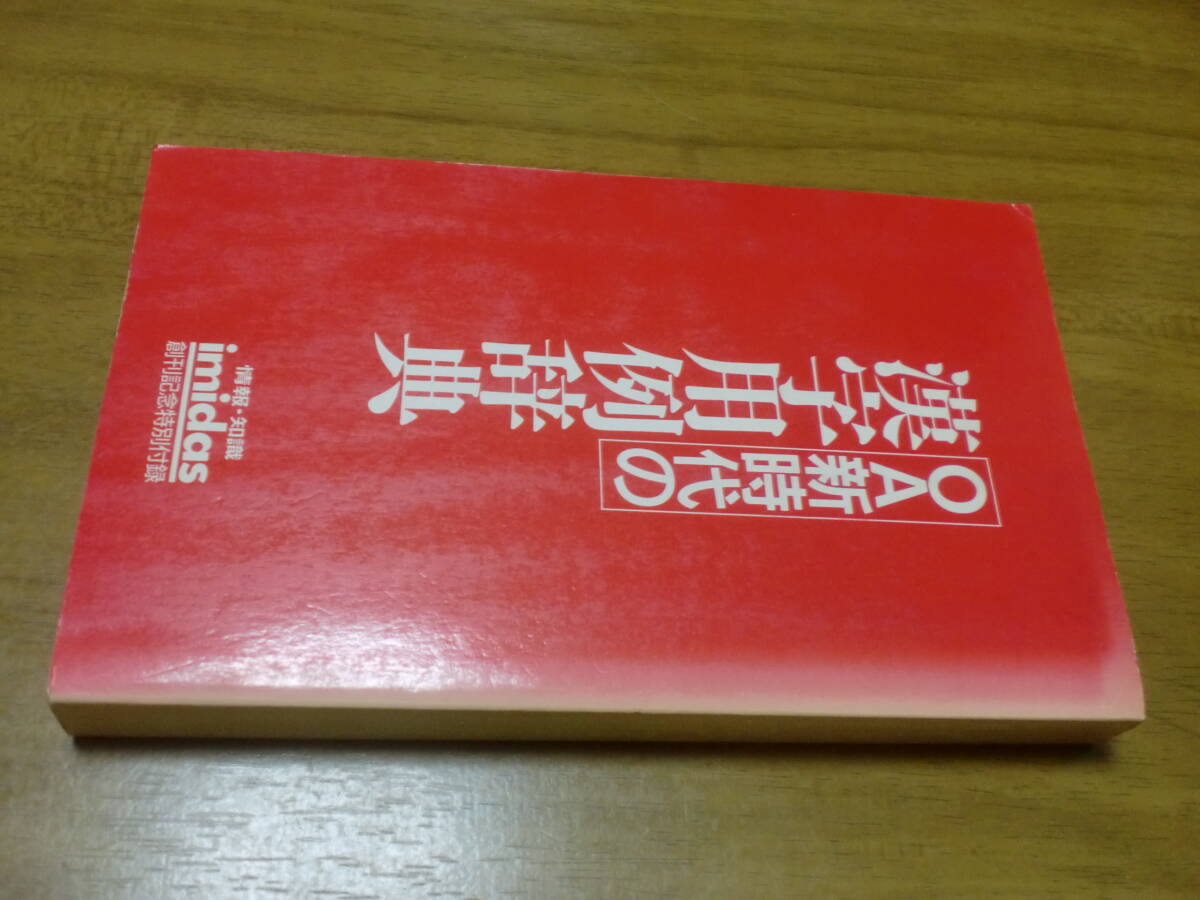 OA新時代の
漢字用例辞典
情報・知識
imidas
創刊記念特別付録